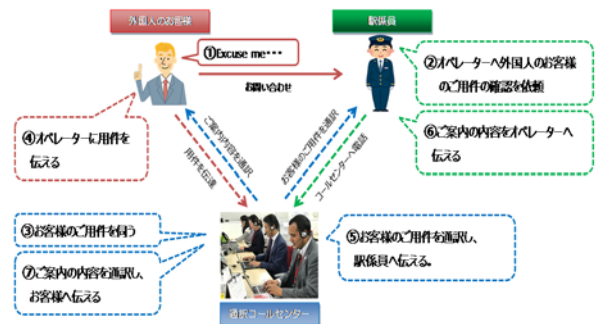 外国人のお客様
駅係員
①Excuse me・・・
お問い合わせ
②オペレーターへ外国人のお客様
のご用件の確認を依頼
④オペレーターに用件を
伝える
⑥ご案内の内容をオペレーターへ
伝える
ご案内内容を通訳
用件を伝達
お客様のご用件を通訳
コールセンターへ電話
③お客様のご用件を伺う
⑦ご案内の内容を通訳し、
お客様へ伝える
⑤お客様のご用件を通訳し、
駅係員へ伝える。
通訳コールセンター